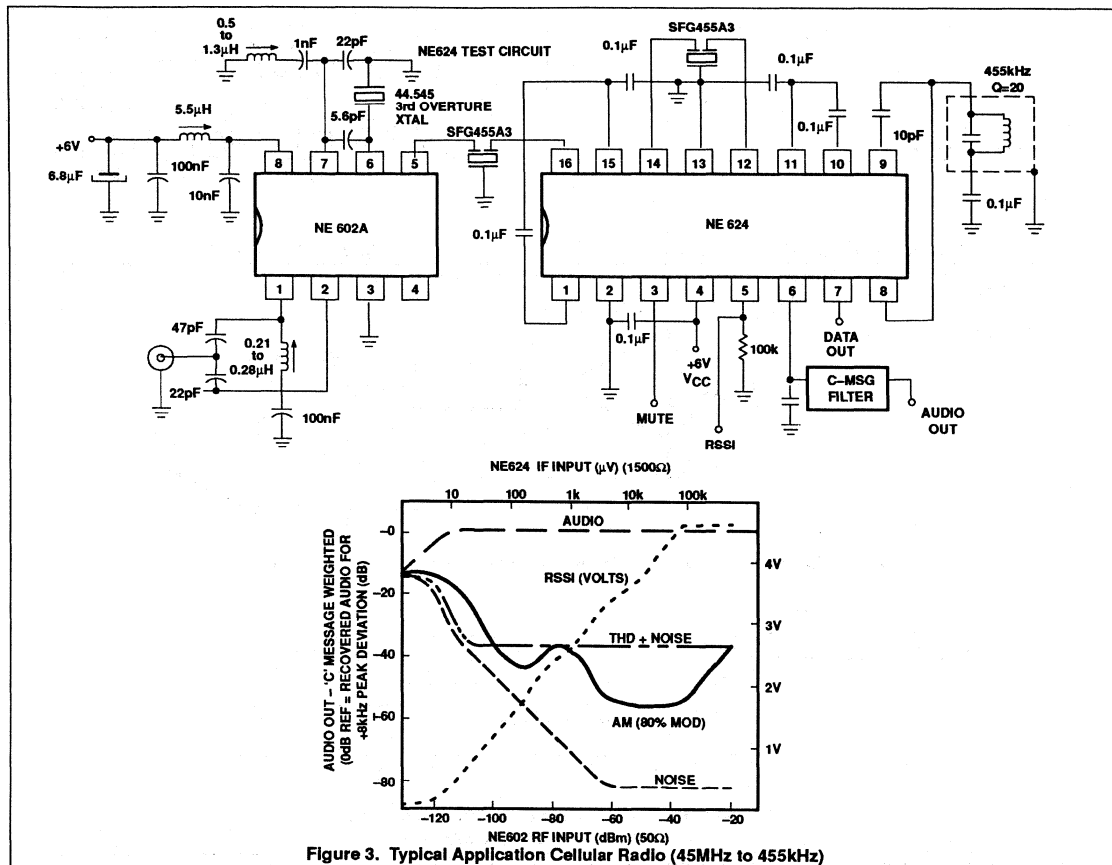 0.5
to
1.3µH
1nF
22pF
NE624 TEST CIRCUIT
44.545
3rd OVERTURE
XTAL
5.6pF
5.5µH
+6V
6.8µF
100nF
10nF
8
7
6
5
NE 602A
1
2
3
4
47pF
22pF
0.21
to
0.28µH
100nF
SFG455A3
SFG455A3
0.1µF
0.1µF
0.1µF
0.1µF
10pF
455kHz
Q=20
0.1µF
16
15
14
13
12
11
10
9
NE 624
1
2
3
4
5
6
7
8
0.1µF
+6V
VCC
100k
MUTE
RSSI
DATA
OUT
C–MSG
FILTER
AUDIO
OUT
NE624 IF INPUT (µV) (1500Ω)
10
100
1k
10k
100k
AUDIO
RSSI (VOLTS)
THD + NOISE
AM (80% MOD)
NOISE
AUDIO OUT – 'C' MESSAGE WEIGHTED
(0dB REF = RECOVERED AUDIO FOR
+8kHz PEAK DEVIATION (dB)
–0
–20
–40
–60
–80
4V
3V
2V
1V
–120
–100
–80
–60
–40
–20
NE602 RF INPUT (dBm) (50Ω)
Figure 3. Typical Application Cellular Radio (45MHz to 455kHz)